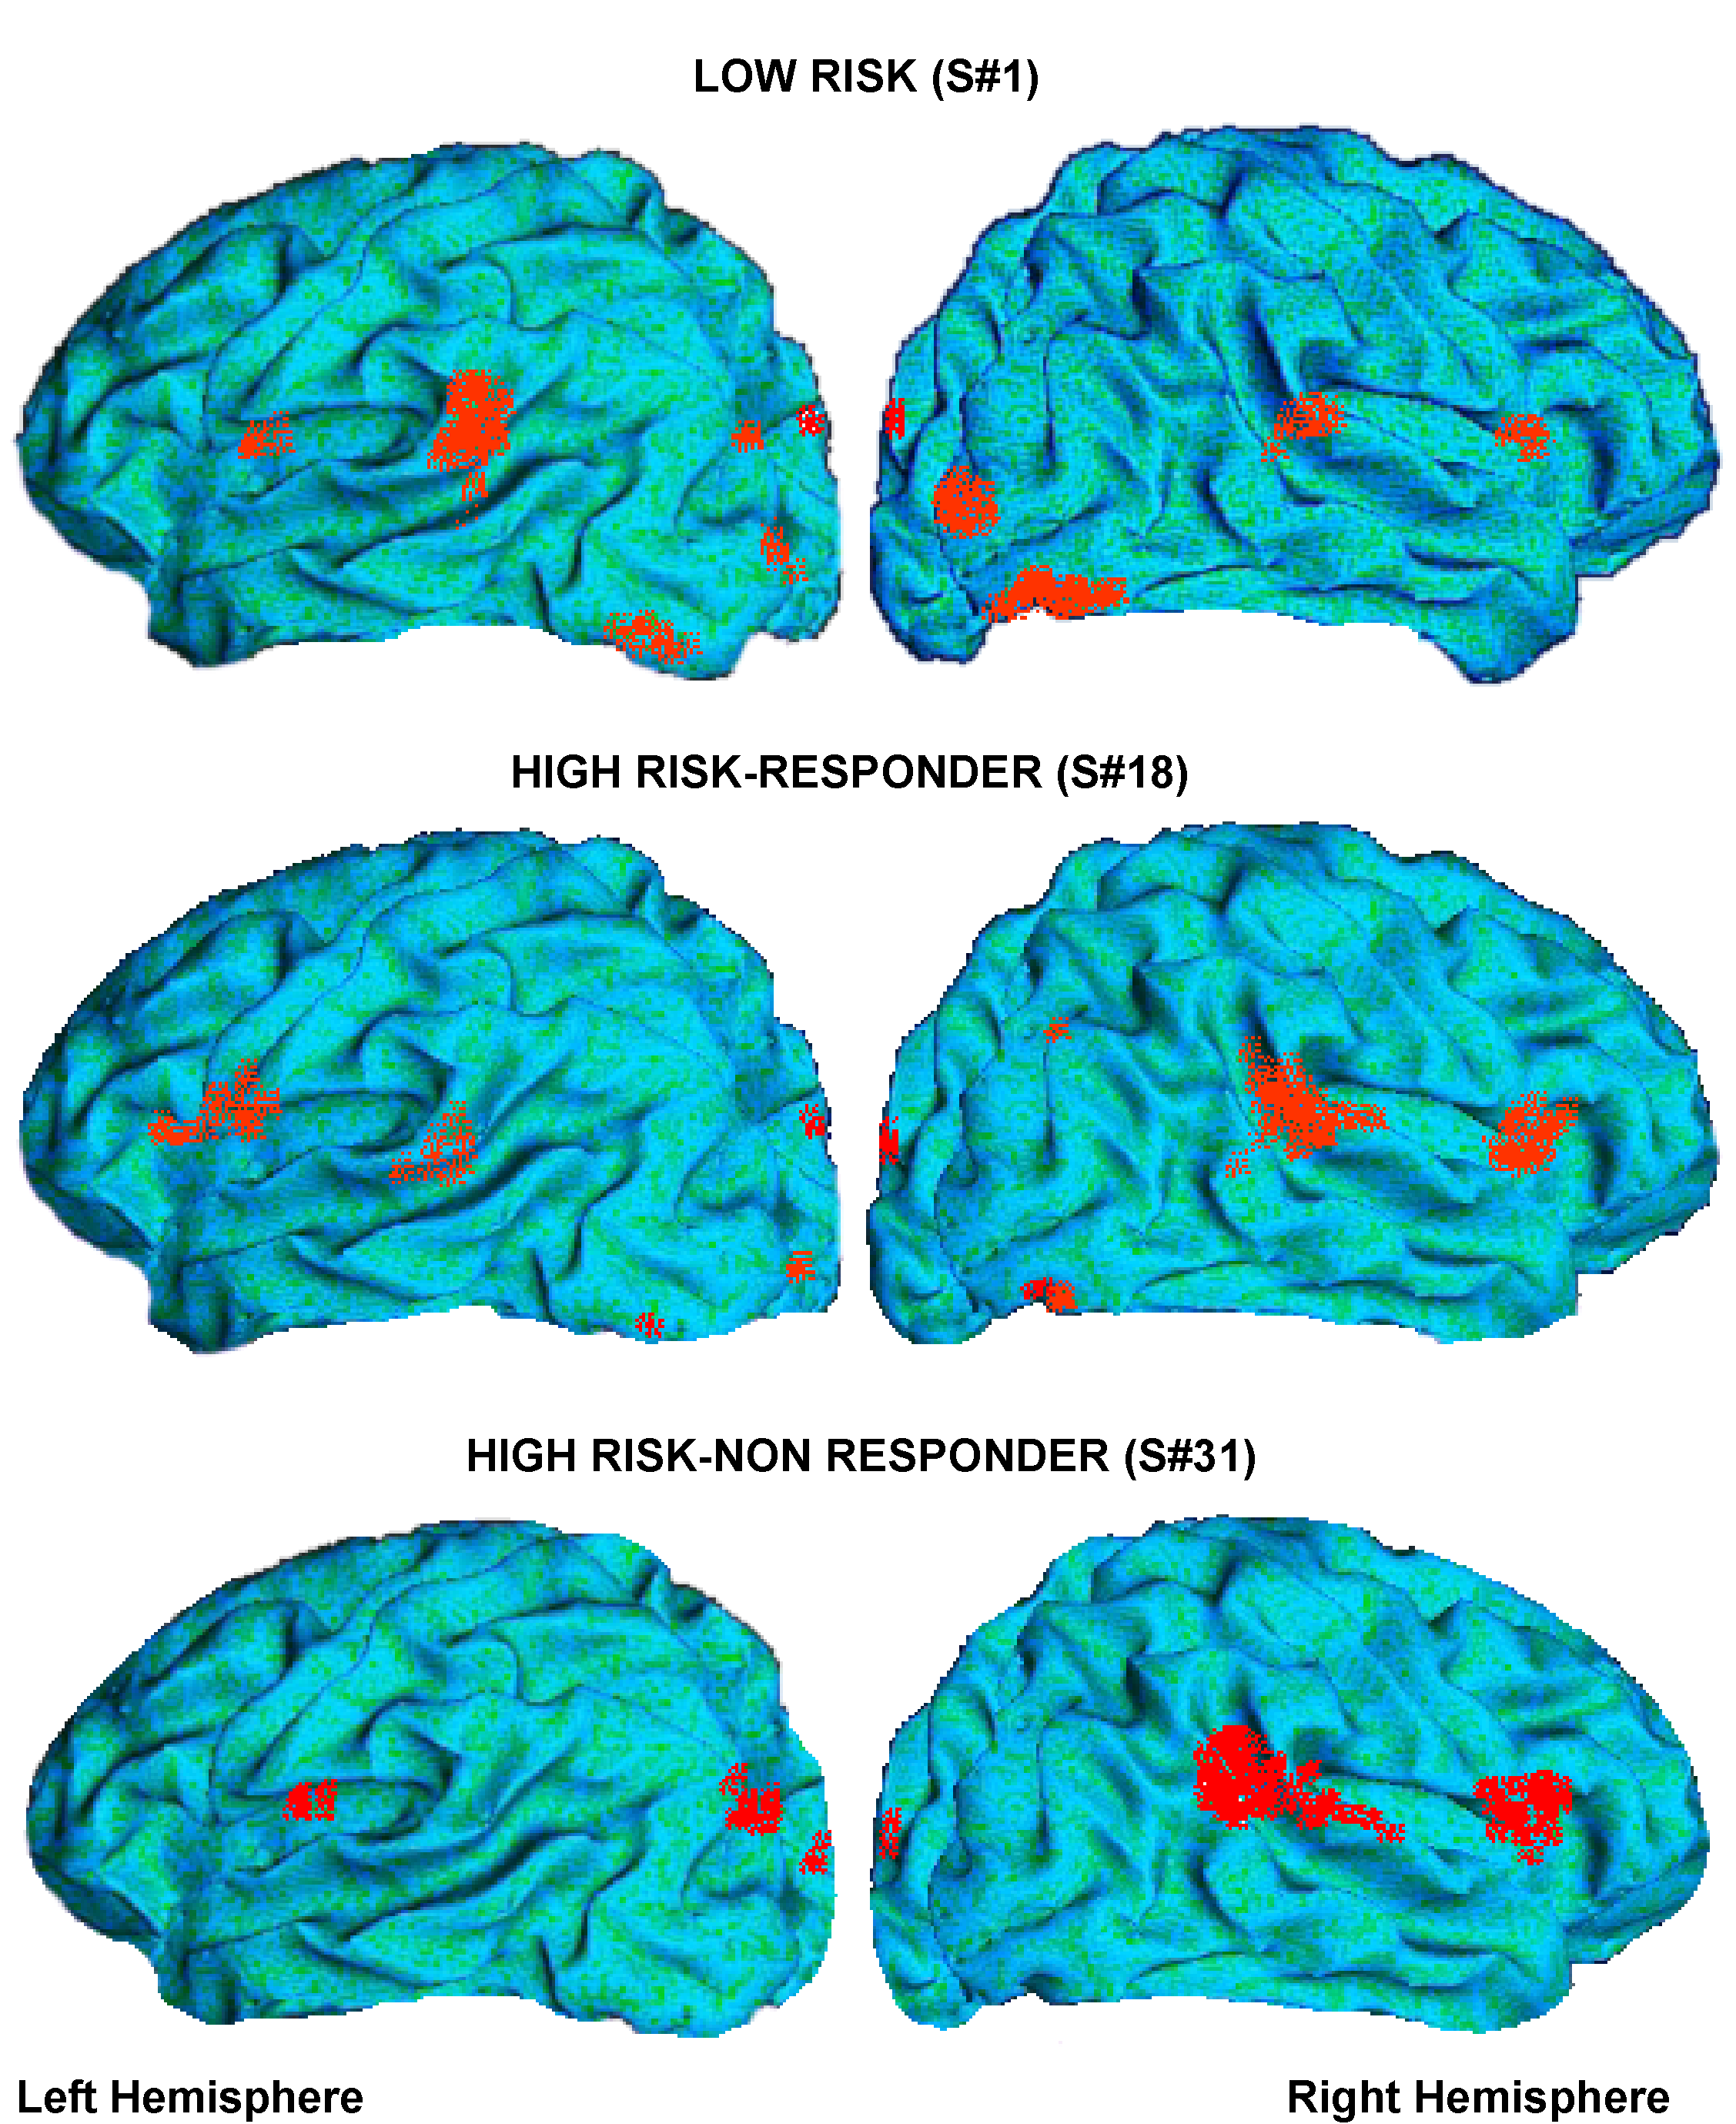 LOW RISK (S#1)
HIGH RISK-RESPONDER (S#18)
HIGH RISK-NON RESPONDER (S#31)
Left Hemisphere
Right Hemisphere